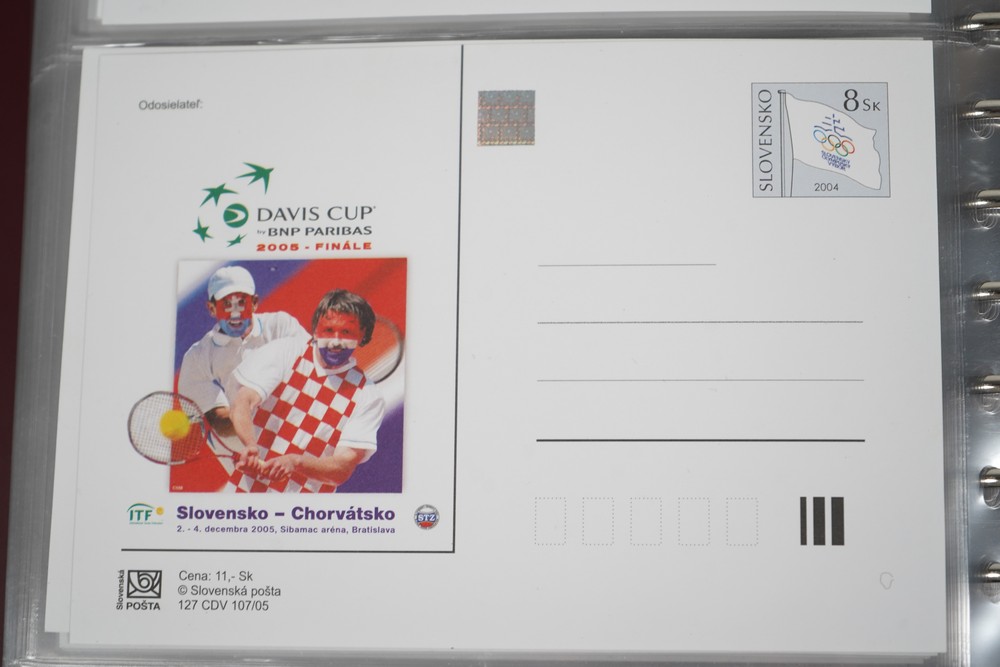 Odosielateľ:
DAVIS CUP®
by BNP PARIBAS
2005 - FINÁLE
ITF
Slovensko – Chorvátsko
2. - 4. decembra 2005, Sibamac aréna, Bratislava
STZ
Slovenská
POŠTA
Cena: 11,- Sk
© Slovenská pošta
127 CDV 107/05
SLOVENSKO
8 Sk
2004